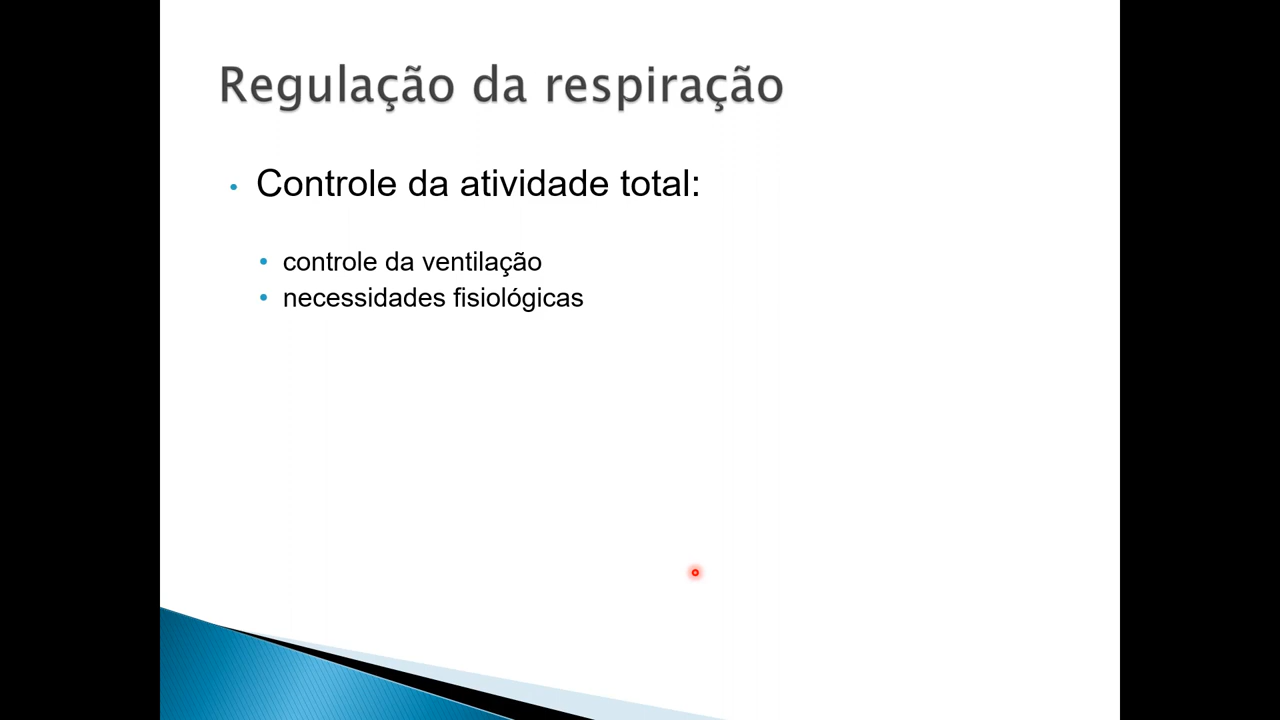 Regulação da respiração
• Controle da atividade total:
• controle da ventilação
• necessidades fisiológicas